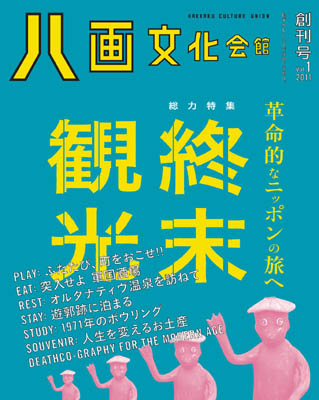 HAKKAKU CULTURE UNION
八画文化会館
創刊号
vol.1
2011
総力特集
終末
観光
革命的なニッポンの旅へ
PLAY: ふたたび、町をおこせ!!
EAT: 突入せよ 軍国酒場
REST: オルタナティヴ温泉を訪ねて
STAY: 遊郭跡に泊まる
STUDY: 1971年のボウリング
SOUVENIR: 人生を変えるお土産
DEATHCO-GRAPHY FOR THE MODERN AGE